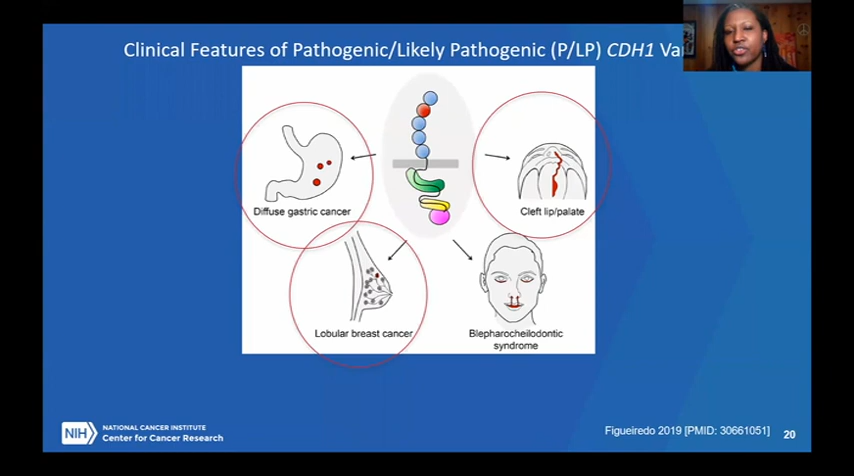 Clinical Features of Pathogenic/Likely Pathogenic (P/LP) CDH1 Va
Diffuse gastric cancer
Cleft lip/palate
Lobular breast cancer
Blepharocheilodontic
syndrome
NIH
NATIONAL CANCER INSTITUTE
Center for Cancer Research
Figueiredo 2019 [PMID: 30661051]
20